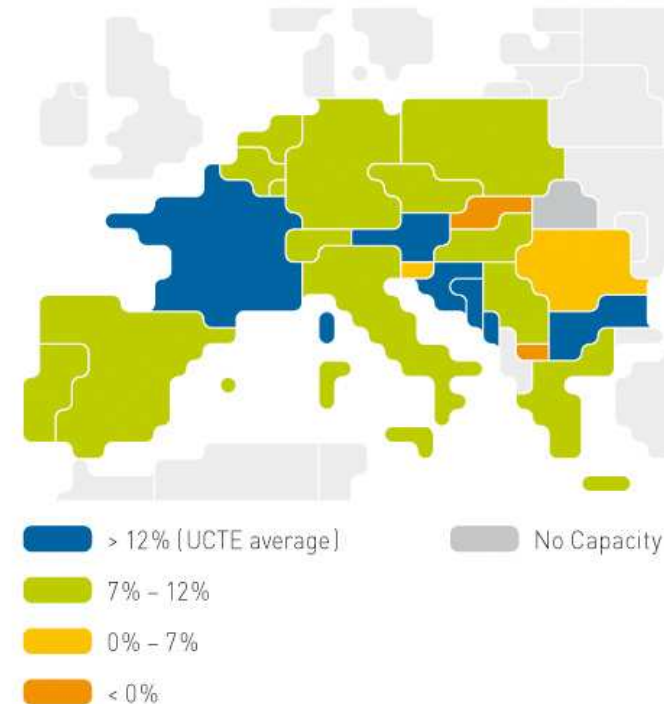 > 12% (UCTE average)
No Capacity
7% – 12%
0% – 7%
< 0%